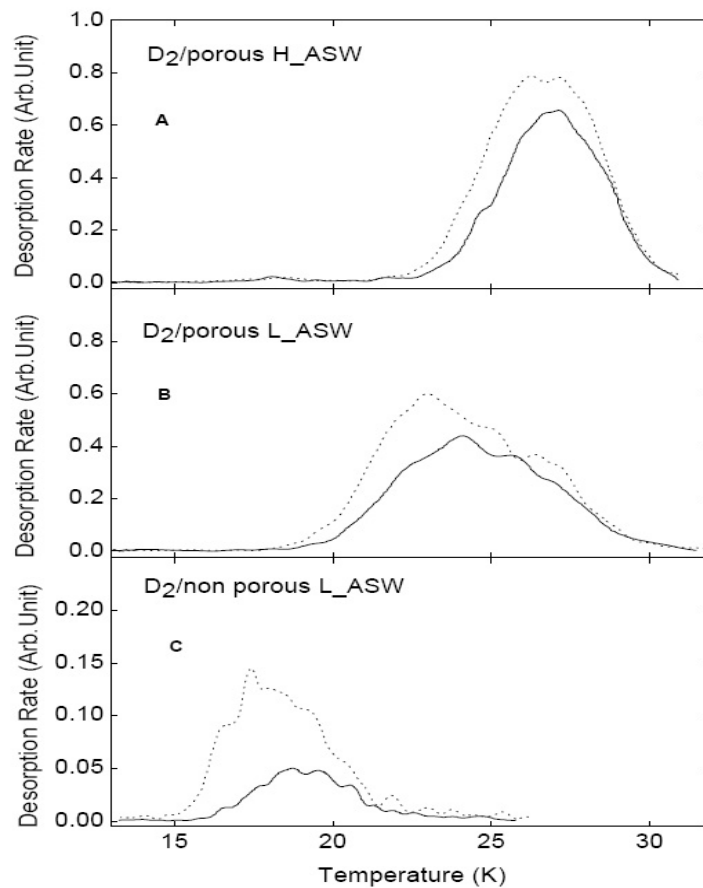 1.0
D2/porous H_ASW
0.8
A
0.6
0.4
0.2
0.0
Desorption Rate (Arb.Unit)
D2/porous L_ASW
0.8
0.6
B
0.4
0.2
0.0
Desorption Rate (Arb.Unit)
D2/non porous L_ASW
0.20
C
0.15
0.10
0.05
0.00
Desorption Rate (Arb.Unit)
15 20 25 30
Temperature (K)